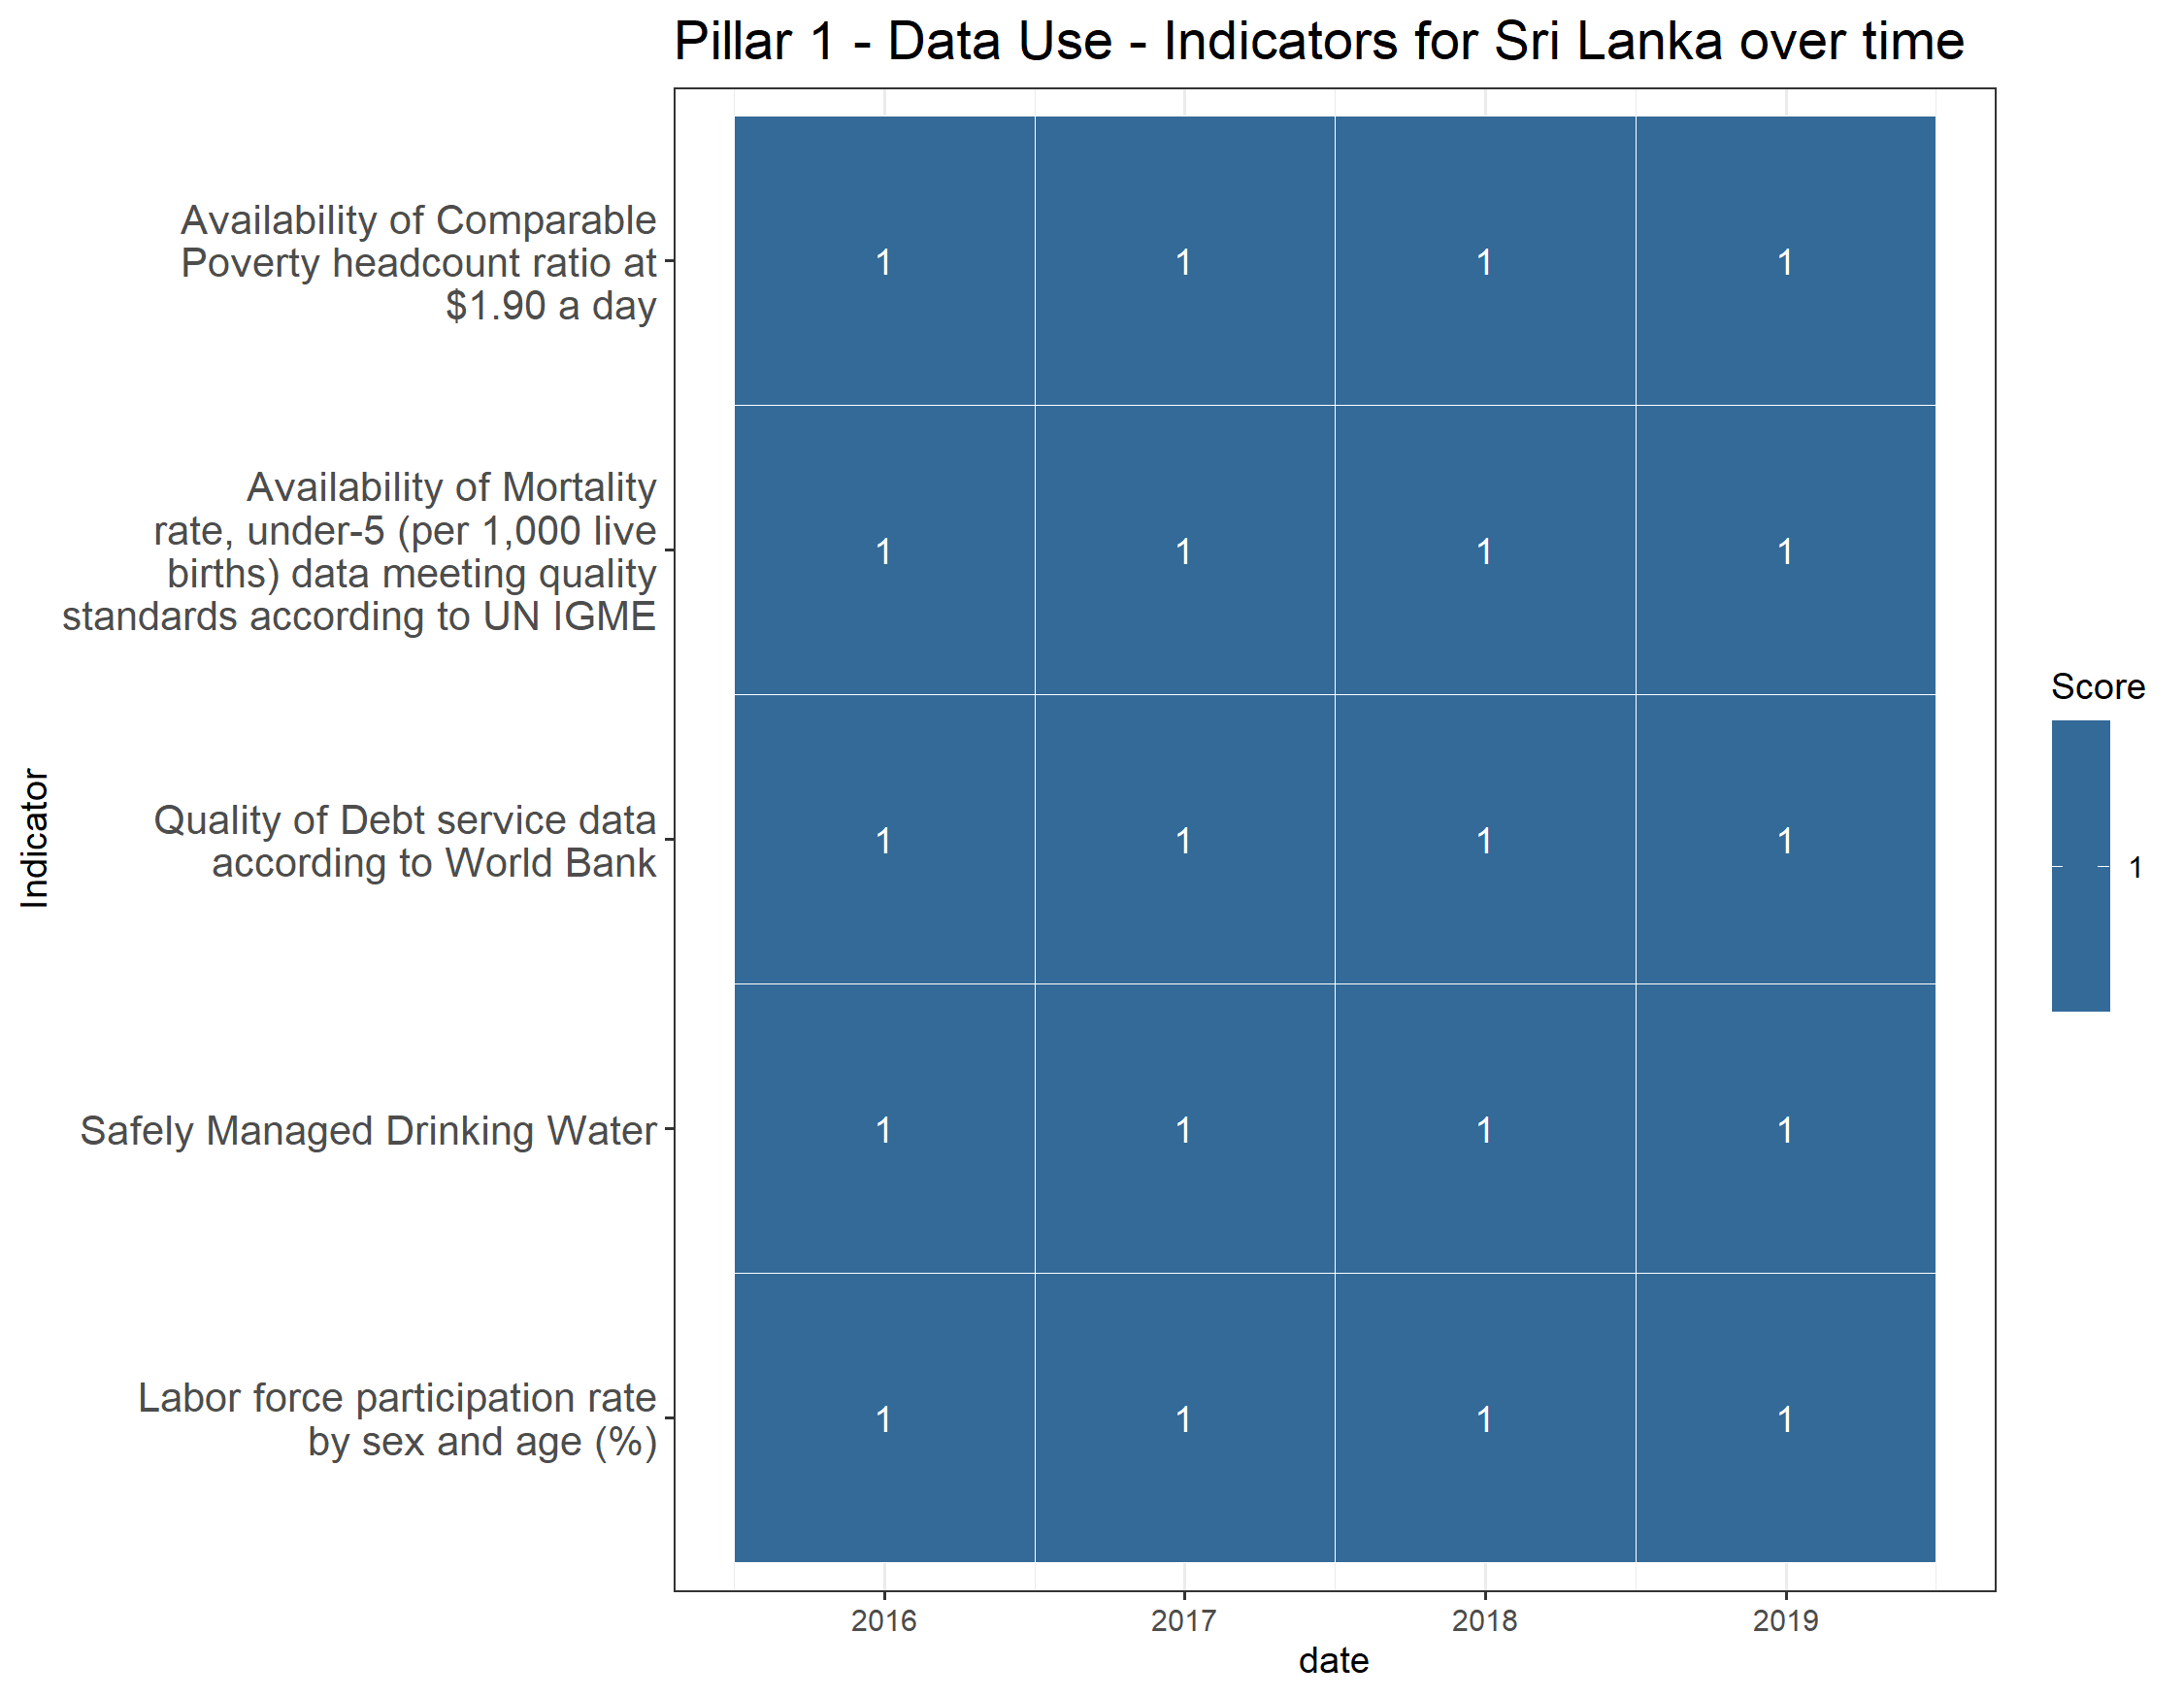 Pillar 1 - Data Use - Indicators for Sri Lanka over time
Indicator
Availability of Comparable
Poverty headcount ratio at
$1.90 a day
1 1 1 1
Availability of Mortality
rate, under-5 (per 1,000 live
births) data meeting quality
standards according to UN IGME
1 1 1 1
Quality of Debt service data
according to World Bank
1 1 1 1
Safely Managed Drinking Water
1 1 1 1
Labor force participation rate
by sex and age (%)
1 1 1 1
2016 2017 2018 2019
date
Score
1